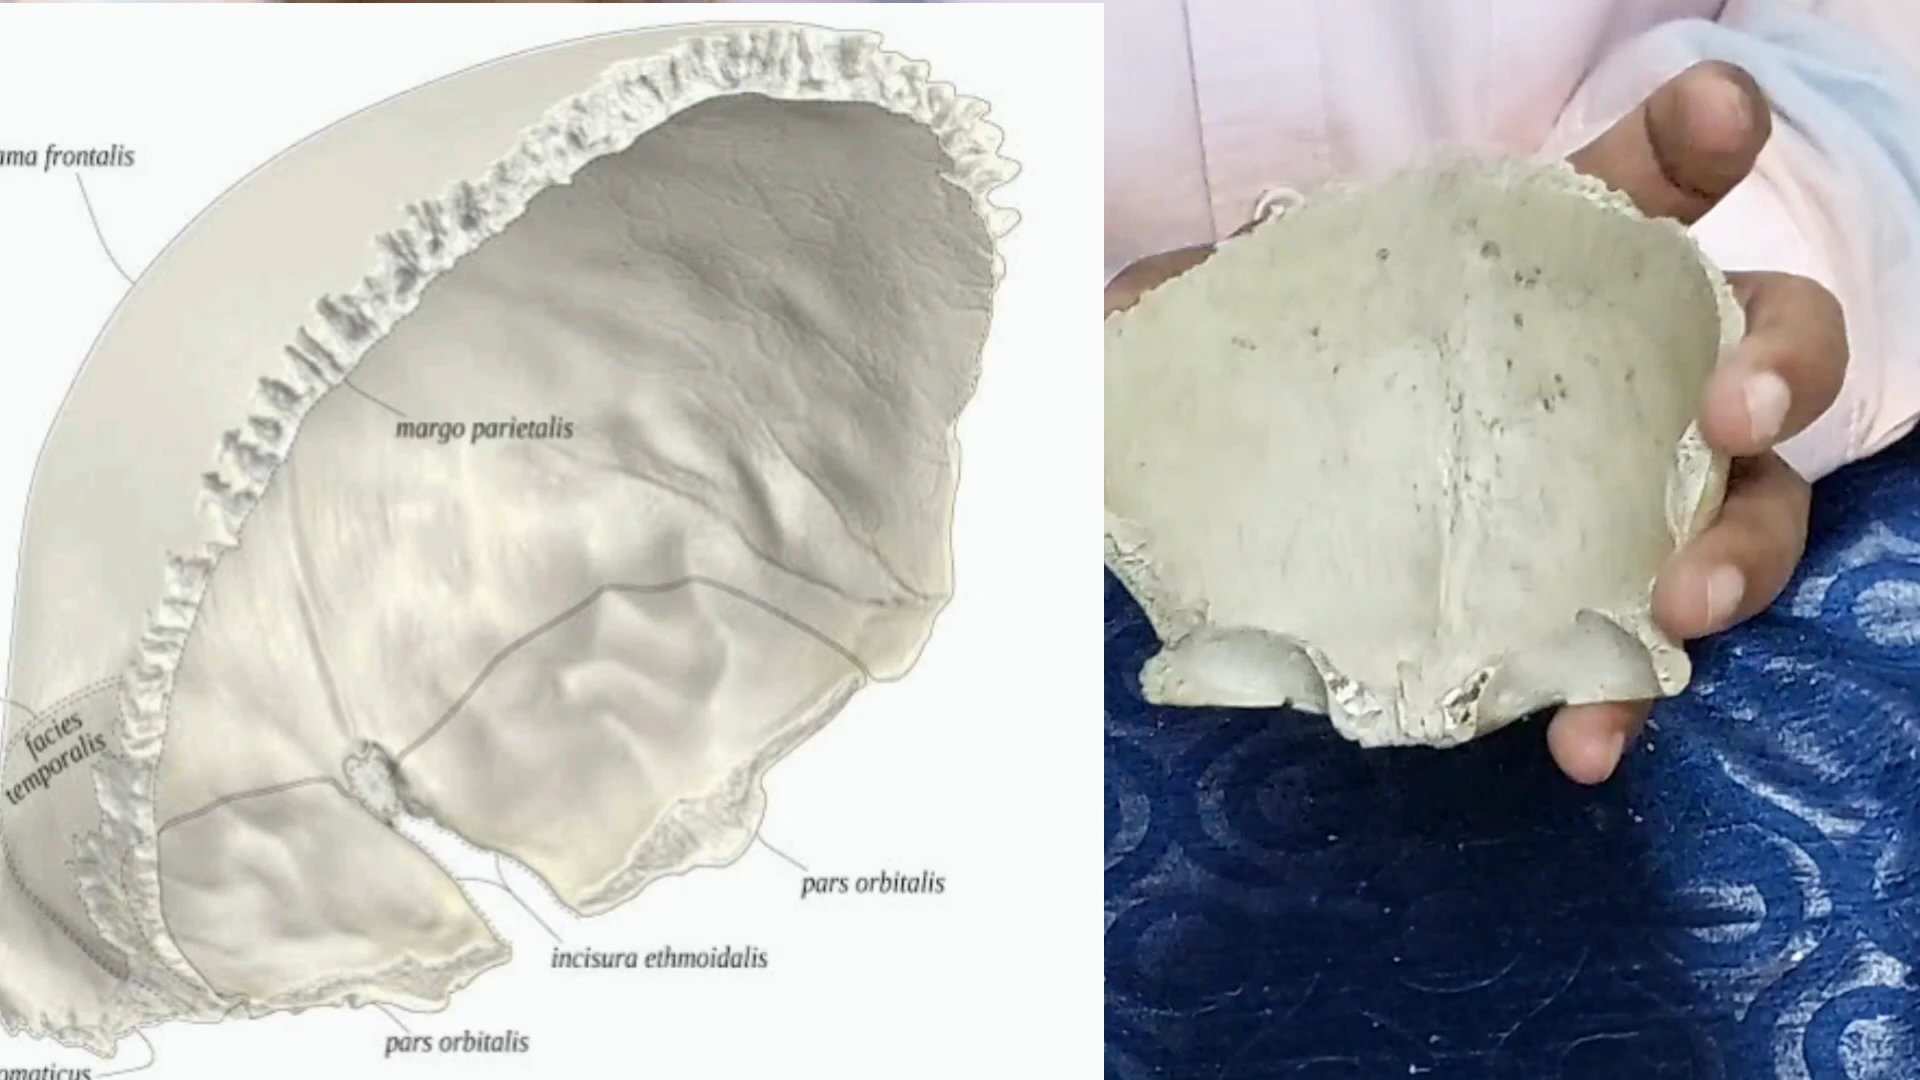 ama frontalis
margo parietalis
facies
temporalis
pars orbitalis
incisura ethmoidalis
pars orbitalis
omaticus